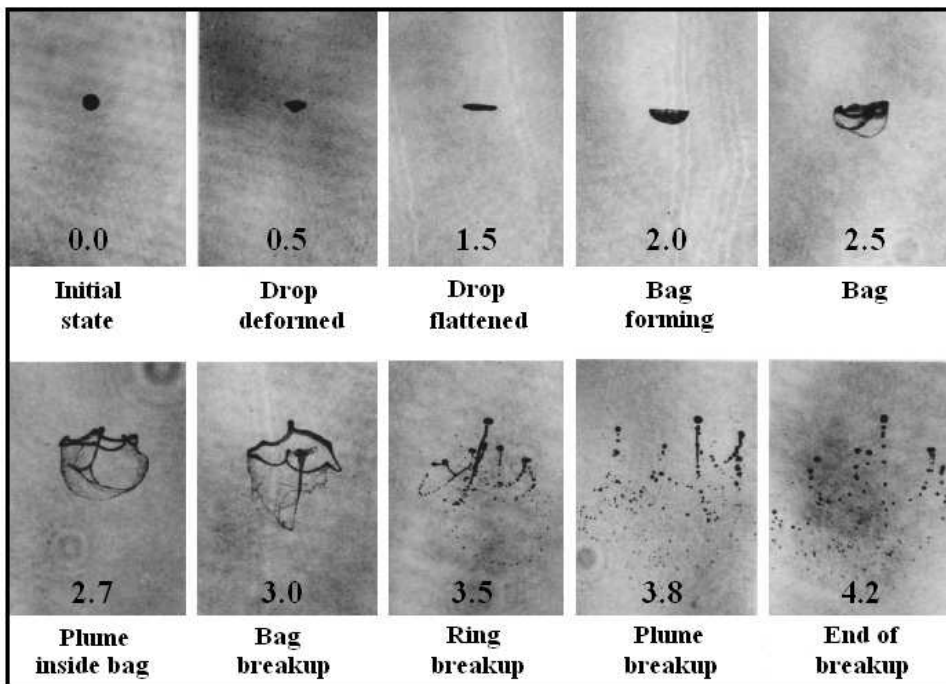 0.0
0.5
1.5
2.0
2.5
Initial
state
Drop
deformed
Drop
flattened
Bag
forming
Bag
2.7
3.0
3.5
3.8
4.2
Plume
inside bag
Bag
breakup
Ring
breakup
Plume
breakup
End of
breakup